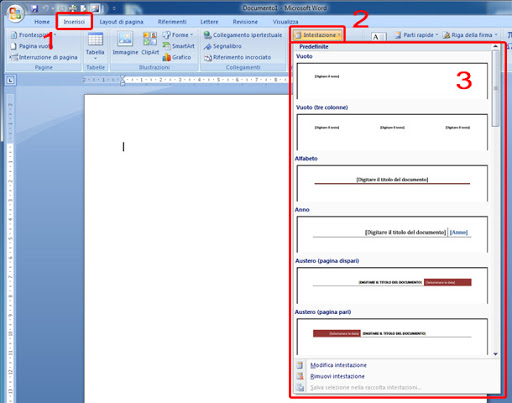 Documento1 - Microsoft Word
Home
Inserisci
Layout di pagina
Riferimenti
Lettere
Revisione
Visualizza
1
2
3
Frontespizio
Pagina vuota
Interruzione di pagina
Pagine
Tabella
Tabelle
Immagine
ClipArt
Forme
SmartArt
Grafico
Illustrazioni
Collegamento ipertestuale
Segnalibro
Riferimento incrociato
Collegamenti
Intestazione
A
Parti rapide
Riga della firma
Predefinite
Vuoto
[Digitare il testo]
Vuoto (tre colonne)
[Digitare il testo] [Digitare il testo] [Digitare il testo]
Alfabeto
[Digitare il titolo del documento]
Anno
[Digitare il titolo del documento] [Anno]
Austero (pagina dispari)
[DIGITARE IL TITOLO DEL DOCUMENTO] [Selezionare la data]
Austero (pagina pari)
[Selezionare la data] [DIGITARE IL TITOLO DEL DOCUMENTO]
Modifica intestazione
Rimuovi intestazione
Salva selezione nella raccolta intestazioni...